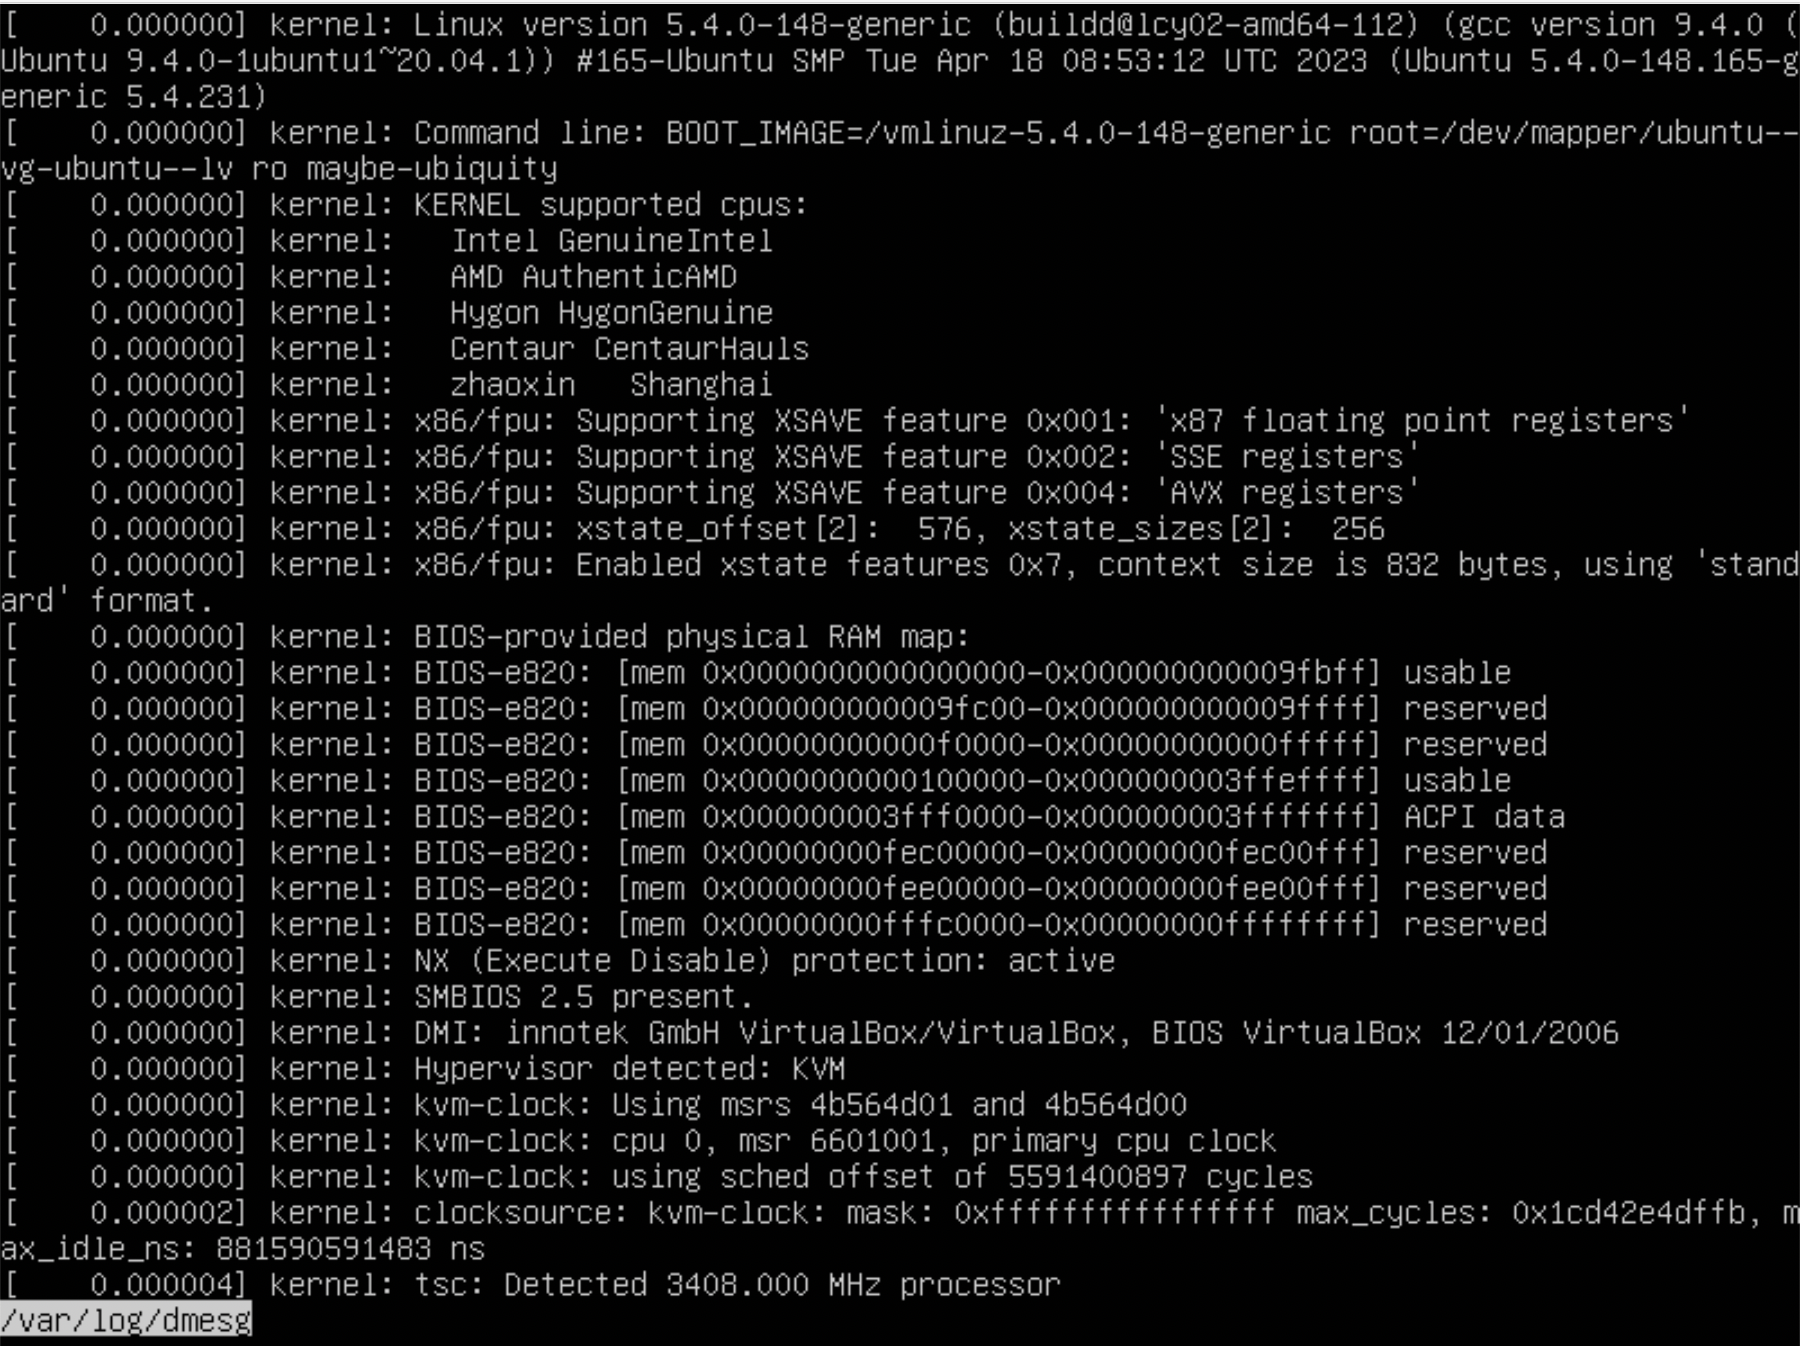 [    0.000000] kernel: Linux version 5.4.0-148-generic (buildd@lcy02-amd64-112) (gcc version 9.4.0 (
Ubuntu 9.4.0-1ubuntu1~20.04.1)) #165-Ubuntu SMP Tue Apr 18 08:53:12 UTC 2023 (Ubuntu 5.4.0-148.165-g
eneric 5.4.231)
[    0.000000] kernel: Command line: BOOT_IMAGE=/vmlinuz-5.4.0-148-generic root=/dev/mapper/ubuntu--
vg-ubuntu--lv ro maybe-ubiquity
[    0.000000] kernel: KERNEL supported cpus:
[    0.000000] kernel:   Intel GenuineIntel
[    0.000000] kernel:   AMD AuthenticAMD
[    0.000000] kernel:   Hygon HygonGenuine
[    0.000000] kernel:   Centaur CentaurHauls
[    0.000000] kernel:   zhaoxin   Shanghai
[    0.000000] kernel: x86/fpu: Supporting XSAVE feature 0x001: 'x87 floating point registers'
[    0.000000] kernel: x86/fpu: Supporting XSAVE feature 0x002: 'SSE registers'
[    0.000000] kernel: x86/fpu: Supporting XSAVE feature 0x004: 'AVX registers'
[    0.000000] kernel: x86/fpu: xstate_offset[2]:  576, xstate_sizes[2]:  256
[    0.000000] kernel: x86/fpu: Enabled xstate features 0x7, context size is 832 bytes, using 'stand
ard' format.
[    0.000000] kernel: BIOS-provided physical RAM map:
[    0.000000] kernel: BIOS-e820: [mem 0x0000000000000000-0x000000000009fbff] usable
[    0.000000] kernel: BIOS-e820: [mem 0x000000000009fc00-0x000000000009ffff] reserved
[    0.000000] kernel: BIOS-e820: [mem 0x00000000000f0000-0x00000000000fffff] reserved
[    0.000000] kernel: BIOS-e820: [mem 0x0000000000100000-0x000000003ffeffff] usable
[    0.000000] kernel: BIOS-e820: [mem 0x000000003fff0000-0x000000003fffffff] ACPI data
[    0.000000] kernel: BIOS-e820: [mem 0x00000000fec00000-0x00000000fec00fff] reserved
[    0.000000] kernel: BIOS-e820: [mem 0x00000000fee00000-0x00000000fee00fff] reserved
[    0.000000] kernel: BIOS-e820: [mem 0x00000000fffc0000-0x00000000ffffffff] reserved
[    0.000000] kernel: NX (Execute Disable) protection: active
[    0.000000] kernel: SMBIOS 2.5 present.
[    0.000000] kernel: DMI: innotek GmbH VirtualBox/VirtualBox, BIOS VirtualBox 12/01/2006
[    0.000000] kernel: Hypervisor detected: KVM
[    0.000000] kernel: kvm-clock: Using msrs 4b564d01 and 4b564d00
[    0.000000] kernel: kvm-clock: cpu 0, msr 6601001, primary cpu clock
[    0.000000] kernel: kvm-clock: using sched offset of 5591400897 cycles
[    0.000002] kernel: clocksource: kvm-clock: mask: 0xffffffffffffffff max_cycles: 0x1cd42e4dffb, m
ax_idle_ns: 881590591483 ns
[    0.000004] kernel: tsc: Detected 3408.000 MHz processor
/var/log/dmesg